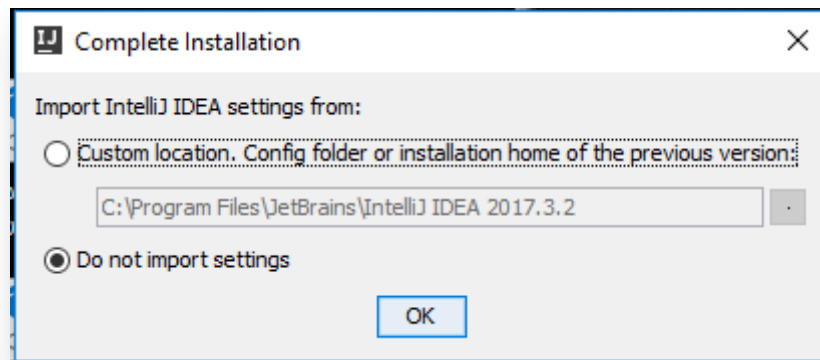 IJ Complete Installation
Import IntelliJ IDEA settings from:
Custom location. Config folder or installation home of the previous version:
C:\Program Files\JetBrains\IntelliJ IDEA 2017.3.2
.
Do not import settings
OK